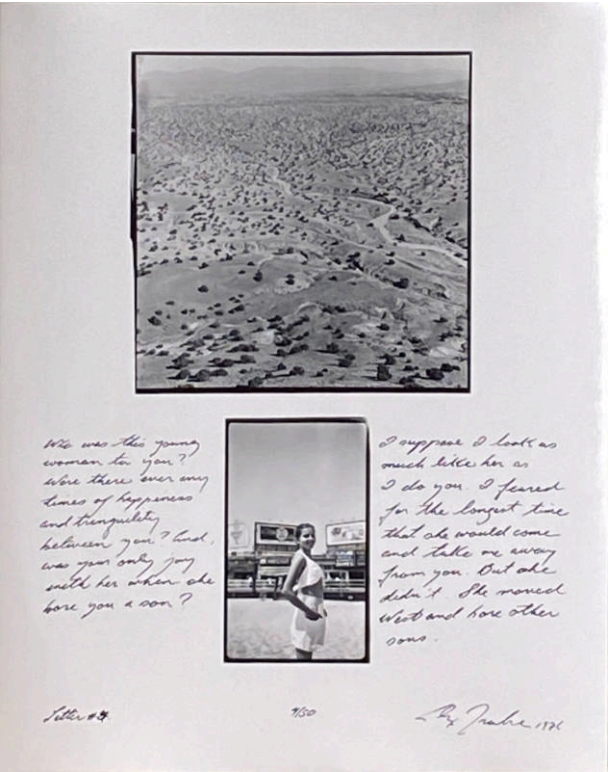 Who was this young
woman to you?
Were there ever any
times of happeness
and tranquility
between you? And,
was your only joy
with her when she
bore you a son?
I suppose I look as
much like her as
I do you. I feared
for the longest time
that she would come
and take me away
from you. But she
didn't. She moved
West and bore other
sons.
Letter #
/50